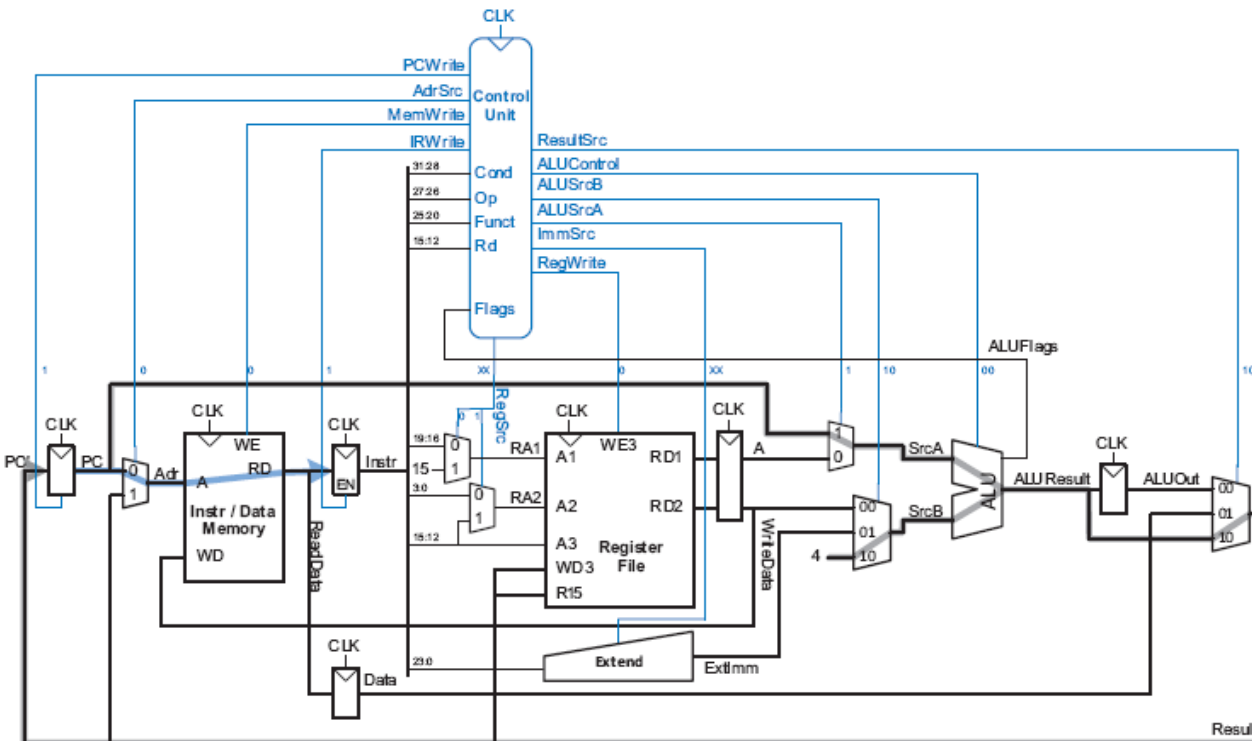 CLK
PCWrite
AdrSrc
Control
Unit
MemWrite
IRWrite
ResultSrc
ALUControl
31:28
Cond
ALUSrcB
27:26
Op
ALUSrcA
25:20
Funct
ImmSrc
15:12
Rd
RegWrite
Flags
ALUFlags
1
0
0
1
XX
0
XX
1
10
00
10
RegSrc
0 1
CLK
CLK
CLK
CLK
CLK
WE
WE3
19:16
0
RA1
A1
RD1
A
1
0
SrcA
CLK
PC'
PC
0
1
Adr
A
RD
EN
Instr
15
1
3:0
0
1
RA2
A2
RD2
00
01
10
SrcB
ALU
ALUResult
ALUOut
00
01
10
Instr / Data
Memory
15:12
A3
Register
File
WriteData
4
WD
WD3
R15
ReadData
CLK
Data
23:0
Extend
ExtImm
Resul